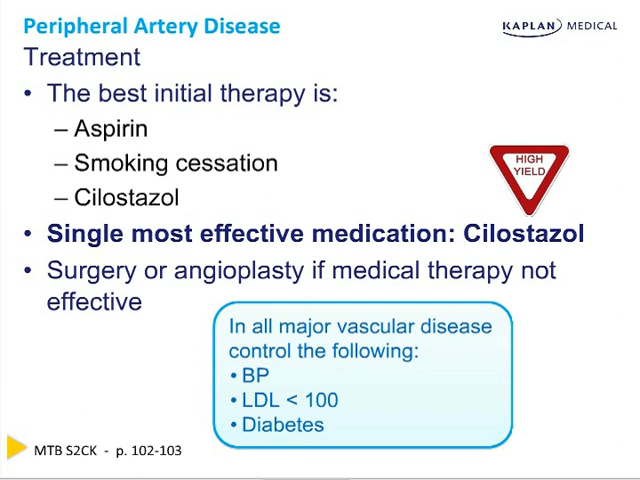 Peripheral Artery Disease
KAPLAN MEDICAL
Treatment
• The best initial therapy is:
– Aspirin
– Smoking cessation
– Cilostazol
HIGH
YIELD
• Single most effective medication: Cilostazol
• Surgery or angioplasty if medical therapy not
effective
In all major vascular disease
control the following:
• BP
• LDL < 100
• Diabetes
MTB S2CK - p. 102-103